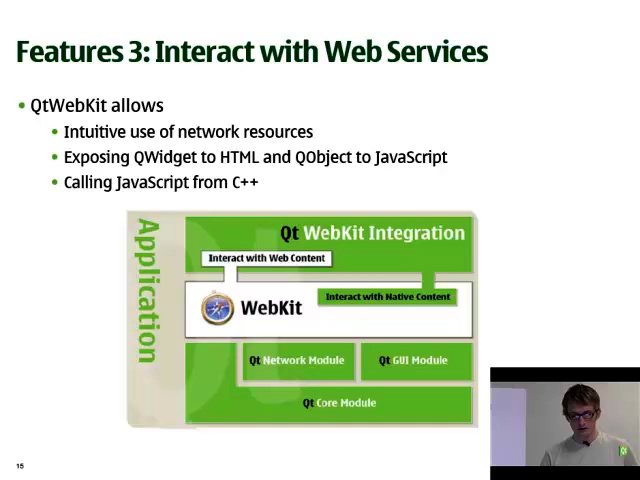 Features 3: Interact with Web Services
• QtWebKit allows
• Intuitive use of network resources
• Exposing QWidget to HTML and QObject to JavaScript
• Calling JavaScript from C++
Application
Qt WebKit Integration
Interact with Web Content
Interact with Native Content
WebKit
Qt Network Module
Qt GUI Module
Qt Core Module
15
Qt